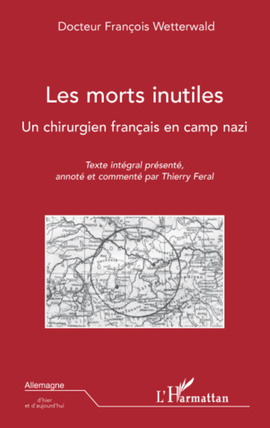 Docteur François Wetterwald
Les morts inutiles
Un chirurgien français en camp nazi
Texte intégral présenté,
annoté et commenté par Thierry Feral
Allemagne
d'hier
et d'aujourd'hui
L'Harmattan